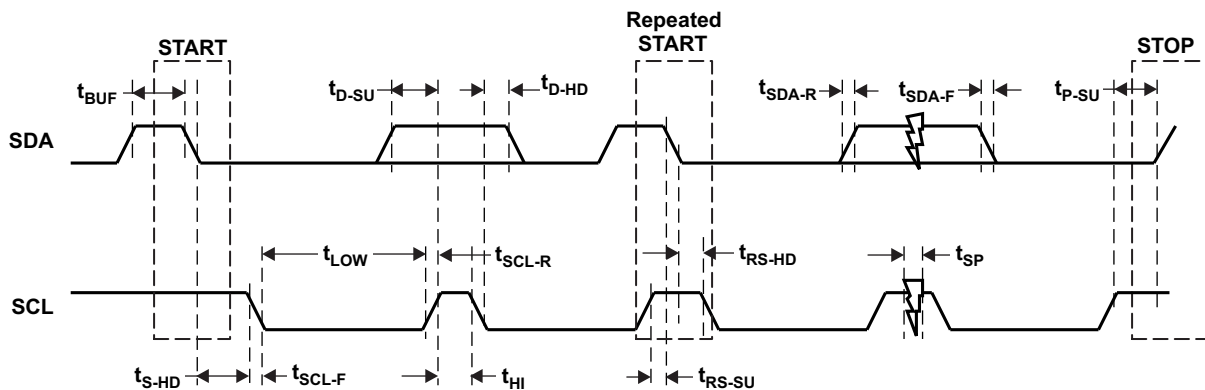 Repeated
START
START
STOP
tBUF
tD-SU
tD-HD
tSDA-R
tSDA-F
tP-SU
SDA
tLOW
tSCL-R
tRS-HD
tSP
SCL
tS-HD
tSCL-F
tHI
tRS-SU